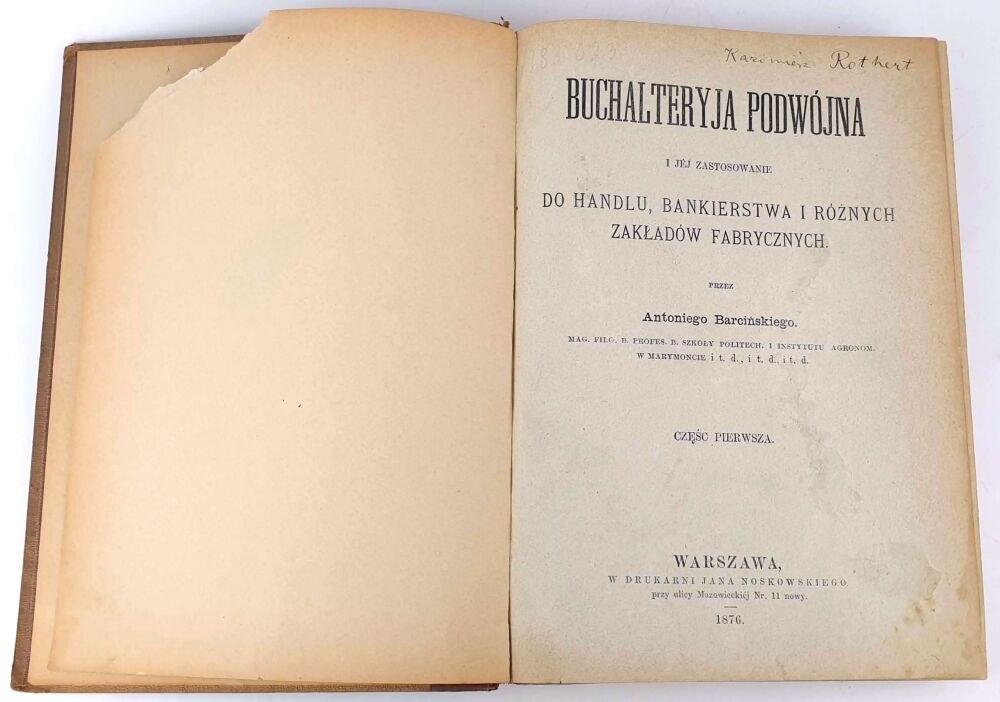 Kazimierz Rothert
BUCHALTERYJA PODWÓJNA
I JÉJ ZASTOSOWANIE
DO HANDLU, BANKIERSTWA I RÓŻNYCH
ZAKŁADÓW FABRYCZNYCH.
PRZEZ
Antoniego Barcińskiego.
MAG. FILO. B. PROFES. B. SZKOŁY POLITECH. I INSTYTUTU AGRONOM.
W MARYMONCIE i t. d., i t. d., i t. d.
CZĘŚC PIERWSZA.
WARSZAWA,
W DRUKARNI JANA NOSKOWSKIEGO
przy ulicy Mazowieckiéj Nr. 11 nowy.
1876.